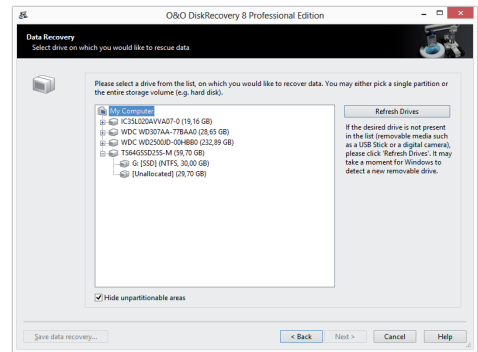 O&O DiskRecovery 8 Professional Edition
Data Recovery
Select drive on which you would like to rescue data
Please select a drive from the list, on which you would like to recover data. You may either pick a single partition or
the entire storage volume (e.g. hard disk).
My Computer
IC35L020AVVA07-0 (19,16 GB)
WDC WD307AA-77BAA0 (28,65 GB)
WDC WD2500JD-00HBB0 (232,89 GB)
TS64GSSD25S-M (59,70 GB)
G: [SSD] (NTFS, 30,00 GB)
[Unallocated] (29,70 GB)
Refresh Drives
If the desired drive is not present
in the list (removable media such
as a USB Stick or a digital camera),
please click 'Refresh Drives'. It may
take a moment for Windows to
detect a new removable drive.
Hide unpartitionable areas
Save data recovery...
< Back
Next >
Cancel
Help